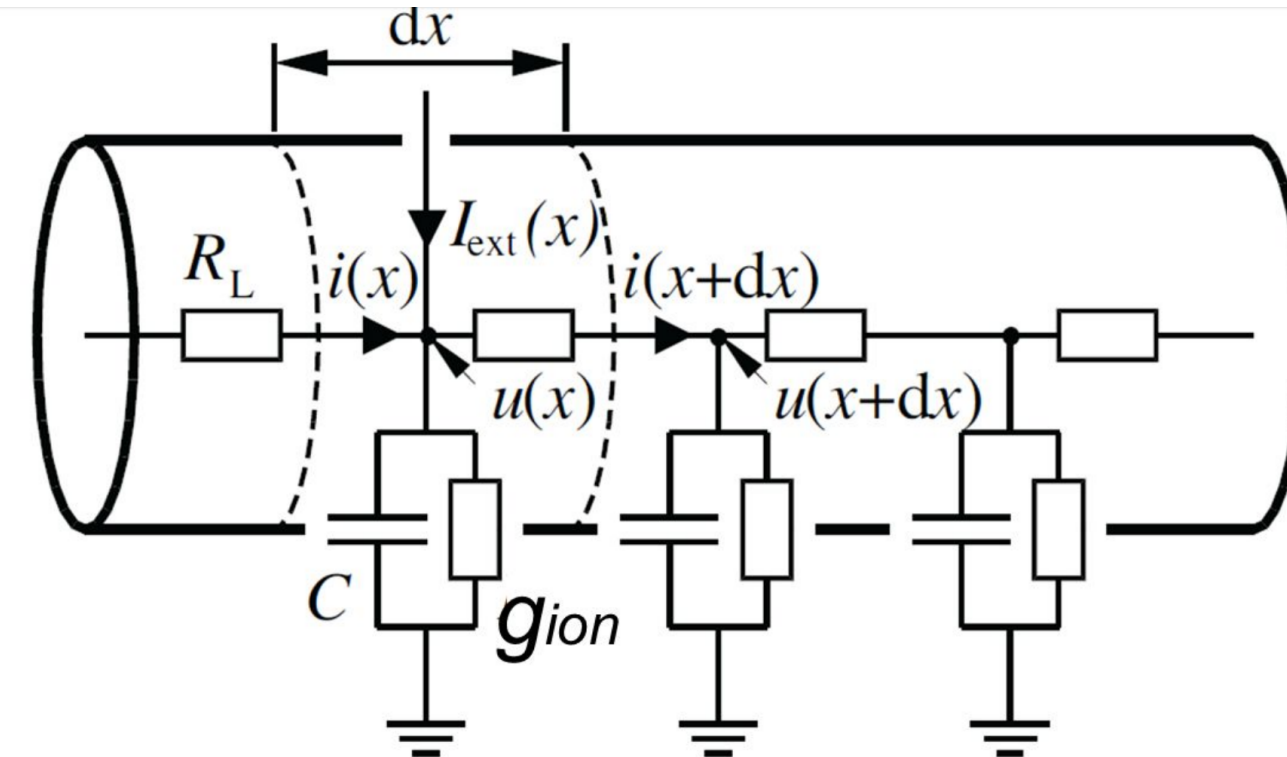 dx
I_ext(x)
R_L
i(x)
i(x+dx)
u(x)
u(x+dx)
C
g_ion